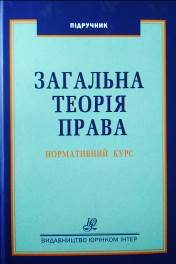 ПІДРУЧНИК
ЗАГАЛЬНА
ТЕОРІЯ
ПРАВА
НОРМАТИВНИЙ КУРС
ВИДАВНИЦТВО ЮРІНКОМ ІНТЕР